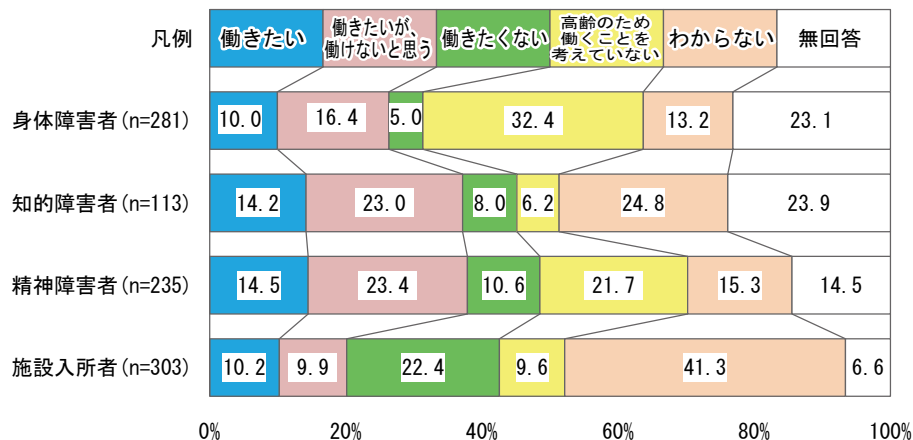 凡例
働きたい
働きたいが、
働けないと思う
働きたくない
高齢のため
働くことを
考えていない
わからない
無回答
身体障害者(n=281)
10.0
16.4
5.0
32.4
13.2
23.1
知的障害者(n=113)
14.2
23.0
8.0
6.2
24.8
23.9
精神障害者(n=235)
14.5
23.4
10.6
21.7
15.3
14.5
施設入所者(n=303)
10.2
9.9
22.4
9.6
41.3
6.6
0%
20%
40%
60%
80%
100%